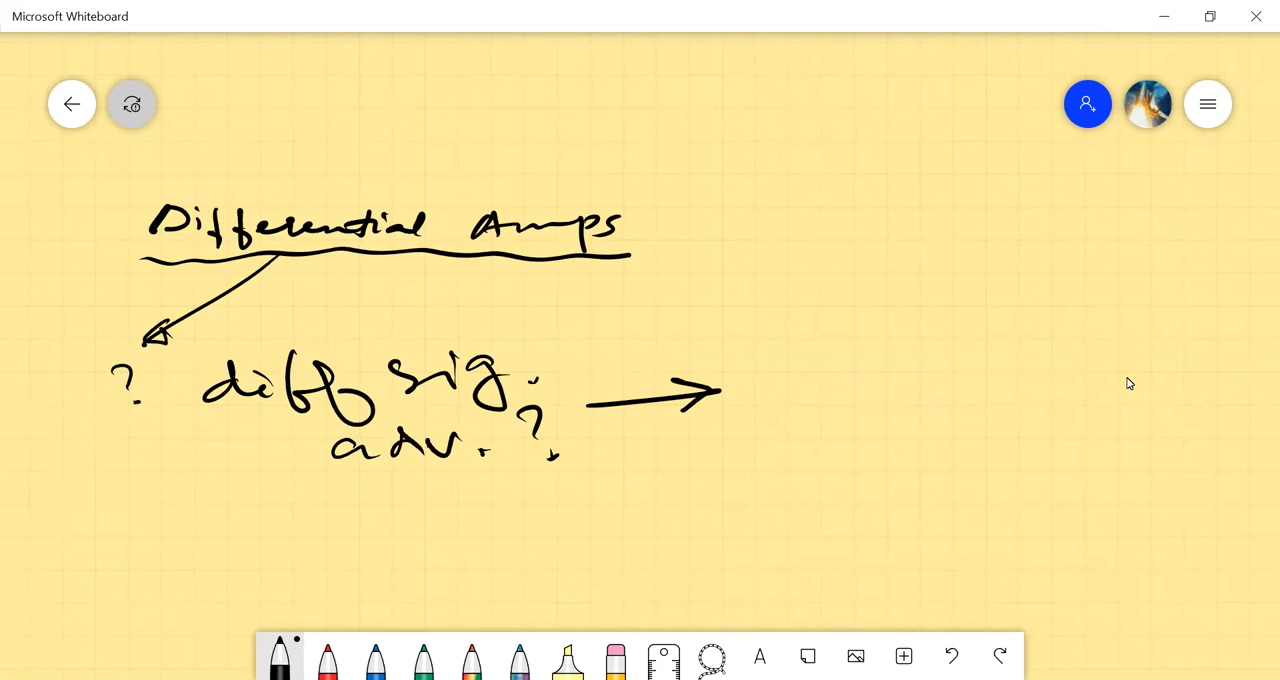 Microsoft Whiteboard
Differential Amps
? diff sig.
adv. ?
A